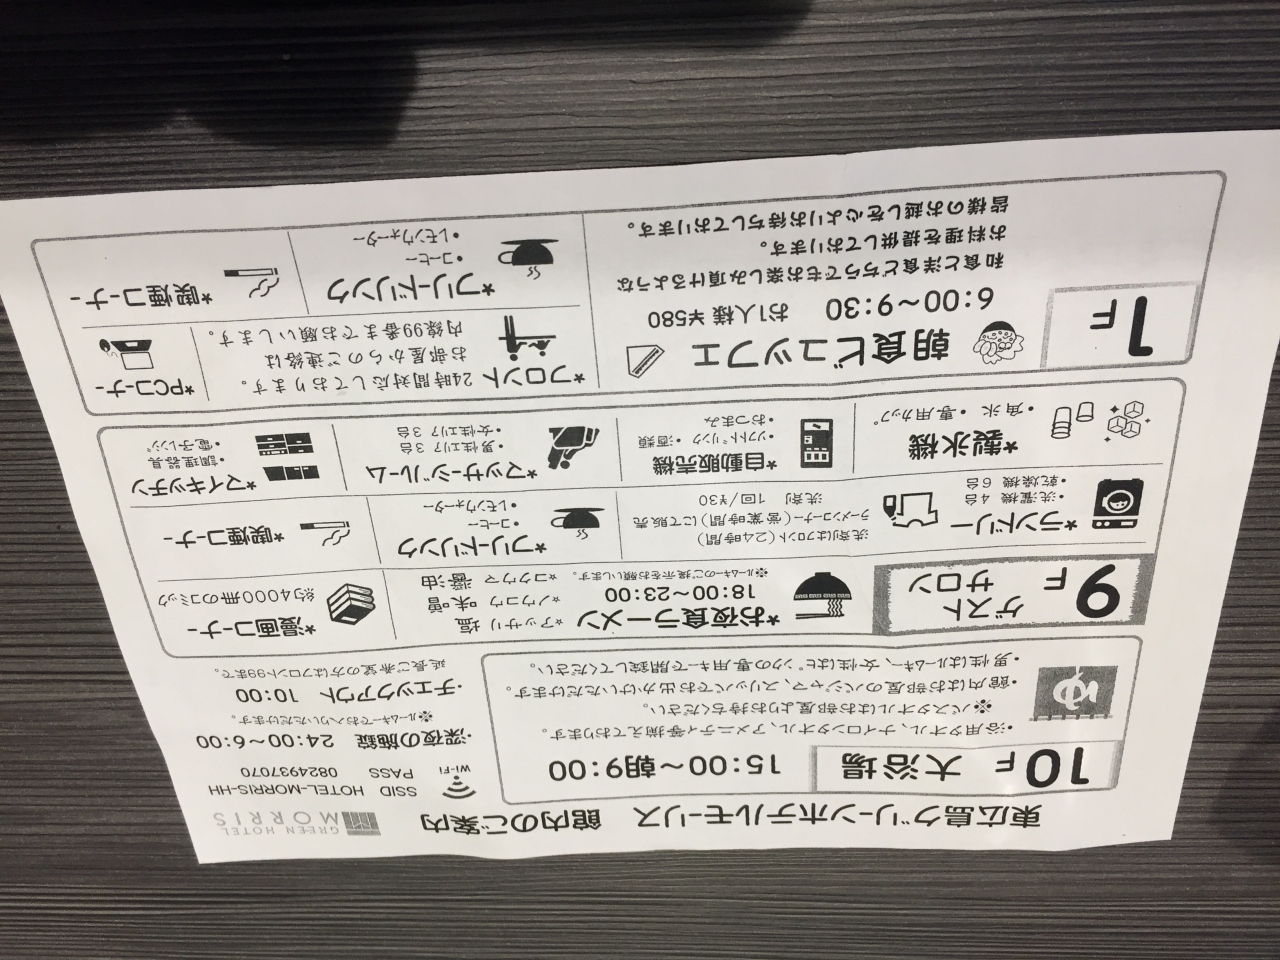 東広島グリーンホテルモーリス 館内のご案内
GREEN HOTEL
MORRIS
10F 大浴場 15:00〜朝9:00
・浴用タオル、ナイロンタオル、アメニティ等揃えております。
※バスタオルはお部屋よりお持ちください。
・館内はお部屋のパジャマ、スリッパでお出かけいただけます。
・男性はルームキー、女性はピンクの専用キーで開錠してください。
WI-FI
SSID HOTEL-MORRIS-HH
PASS 0824937070
・深夜の施錠 24:00〜6:00
※ルームキーでお入りいただけます。
・チェックアウト 10:00
延長ご希望の方はフロント99まで。
9F ゲストサロン
*お夜食ラーメン
18:00〜23:00
※ルームキーのご提示をお願いします。
*アッサリ 塩
*ノウコウ 味噌
*コクウマ 醤油
*漫画コーナー
約4000冊のコミック
*ランドリー
・洗濯機 4台
・乾燥機 6台
洗剤はフロント(24時間)
ラーメンコーナー(営業時間)にて販売
洗剤 1回/¥30
*フリードリンク
・コーヒー
・レモンウォーター
*喫煙コーナー
*製氷機
・角氷 ・専用カップ
*自動販売機
・ソフトドリンク ・酒類
・おつまみ
*マッサージルーム
・男性エリア 3台
・女性エリア 3台
*マイキッチン
・調理器具
・電子レンジ
1F
朝食ビュッフェ
6:00〜9:30 お1人様 ¥580
和食と洋食どちらでもお楽しみ頂けるような
お料理を提供しております。
皆様のお越しを心よりお待ちしております。
*フロント 24時間対応しております。
お部屋からのご連絡は
内線99番までお願いします。
*PCコーナー
*フリードリンク
・コーヒー
・レモンウォーター
*喫煙コーナー